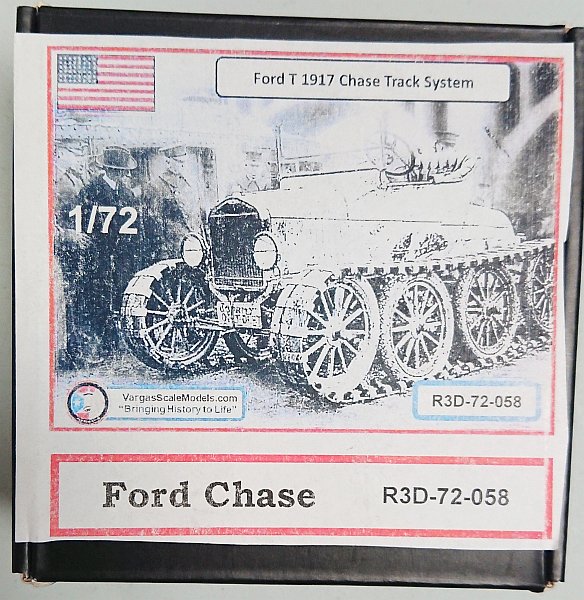 Ford T 1917 Chase Track System
1/72
VargasScaleModels.com
"Bringing History to Life"
R3D-72-058
Ford Chase
R3D-72-058